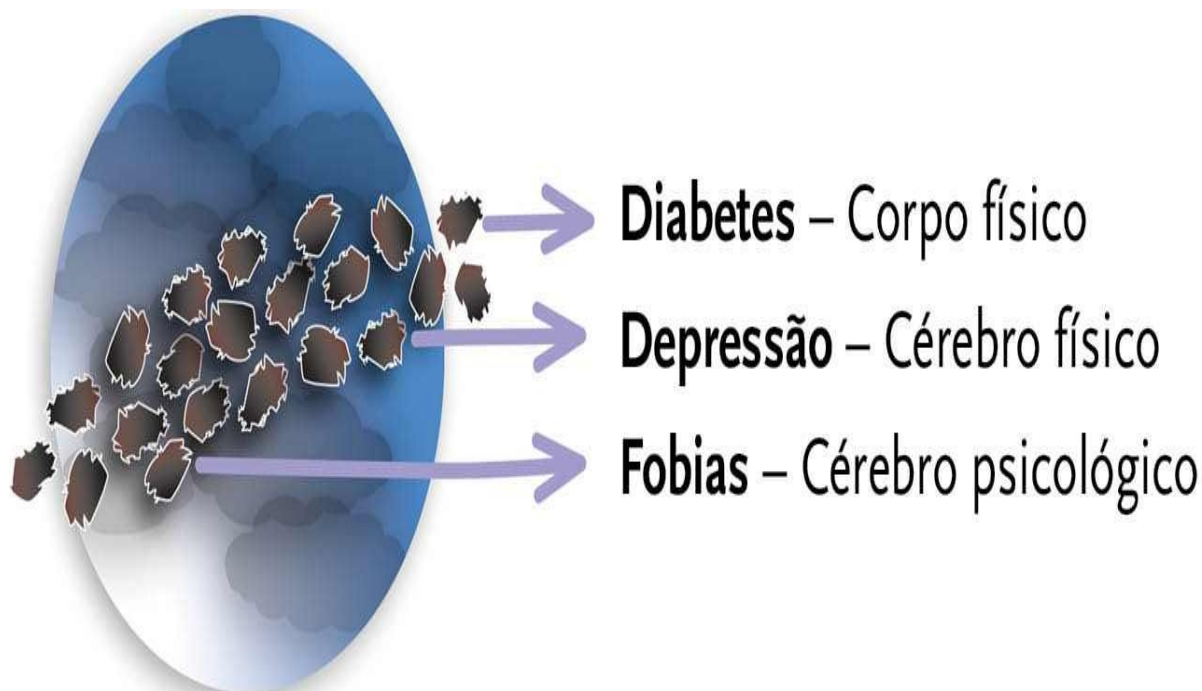 Diabetes – Corpo físico
Depressão – Cérebro físico
Fobias – Cérebro psicológico